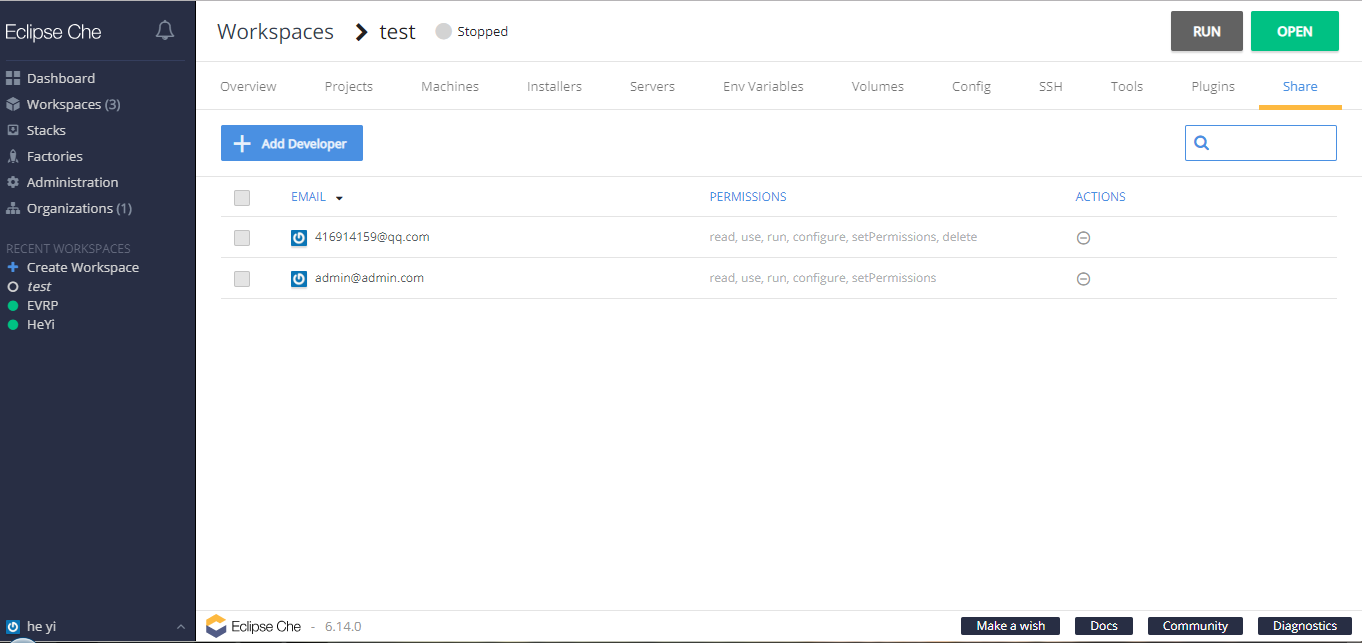 Eclipse Che
Workspaces > test Stopped
RUN
OPEN
Dashboard
Workspaces (3)
Stacks
Factories
Administration
Organizations (1)
RECENT WORKSPACES
Create Workspace
test
EVRP
HeYi
he yi
Overview Projects Machines Installers Servers Env Variables Volumes Config SSH Tools Plugins Share
Add Developer
EMAIL PERMISSIONS ACTIONS
416914159@qq.com read, use, run, configure, setPermissions, delete
admin@admin.com read, use, run, configure, setPermissions
Eclipse Che - 6.14.0
Make a wish Docs Community Diagnostics